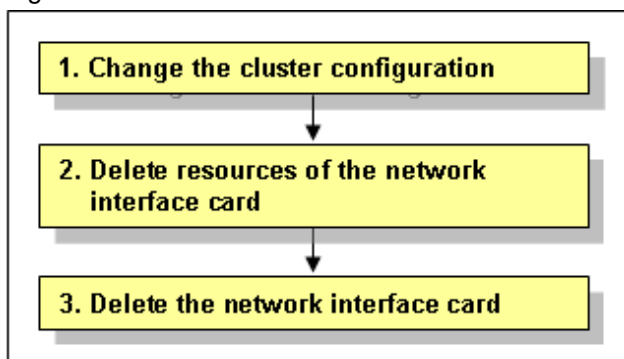 1. Change the cluster configuration
2. Delete resources of the network
interface card
3. Delete the network interface card